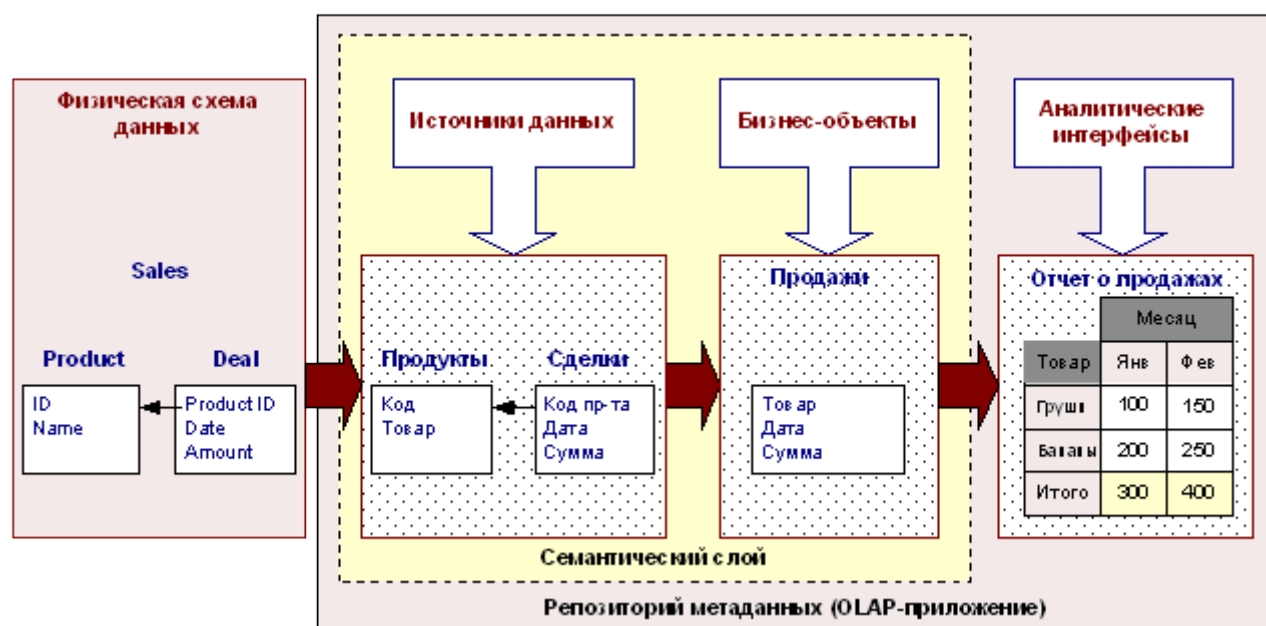 Физическая схема
данных
Sales
Product
Deal
ID
Name
Product ID
Date
Amount
Источники данных
Продукты
Сделки
Код
Товар
Код пр-та
Дата
Сумма
Бизнес-объекты
Продажи
Товар
Дата
Сумма
Семантический слой
Аналитические
интерфейсы
Отчет о продажах
Месяц
Товар Янв Фев
Груши 100 150
Бананы 200 250
Итого 300 400
Репозиторий метаданных (OLAP-приложение)